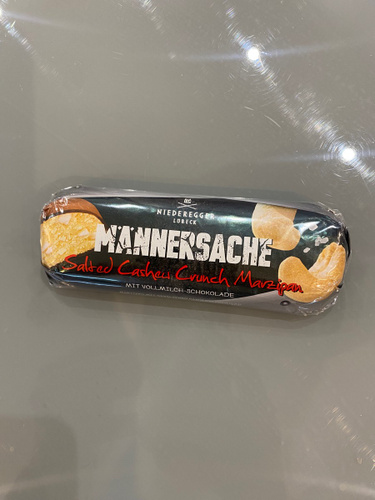 NIEDEREGGER
LÜBECK
MÄNNERSACHE
Salted Cashew Crunch Marzipan
MIT VOLLMILCH-SCHOKOLADE